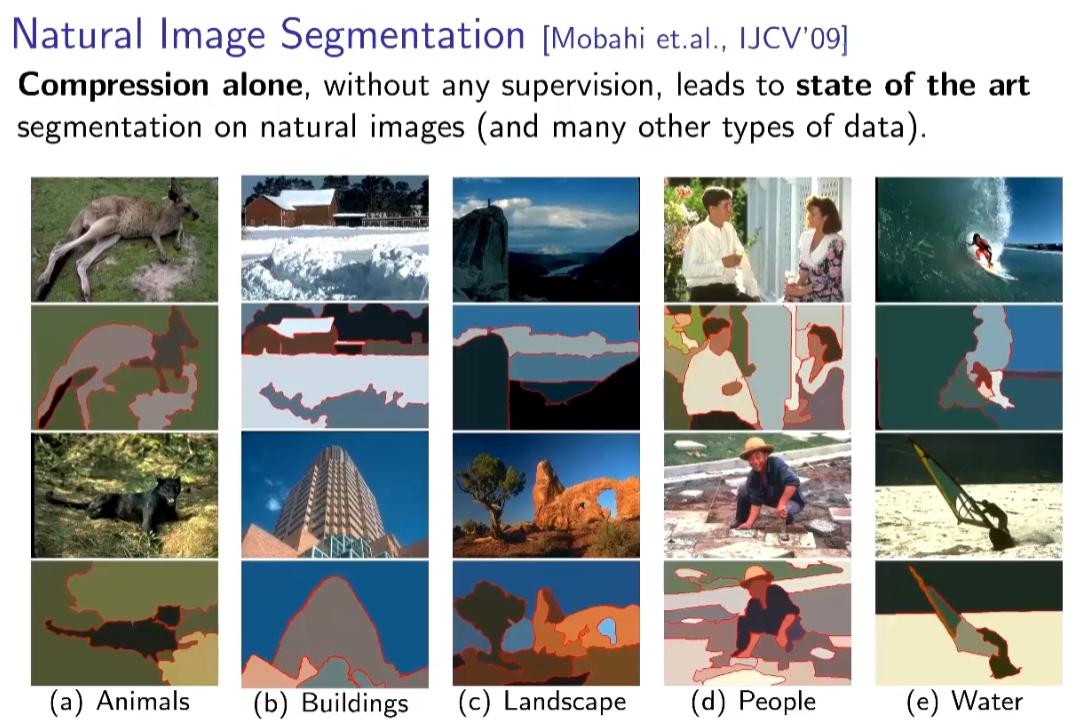 Natural Image Segmentation [Mobahi et.al., IJCV'09]
Compression alone, without any supervision, leads to state of the art
segmentation on natural images (and many other types of data).
(a) Animals
(b) Buildings
(c) Landscape
(d) People
(e) Water